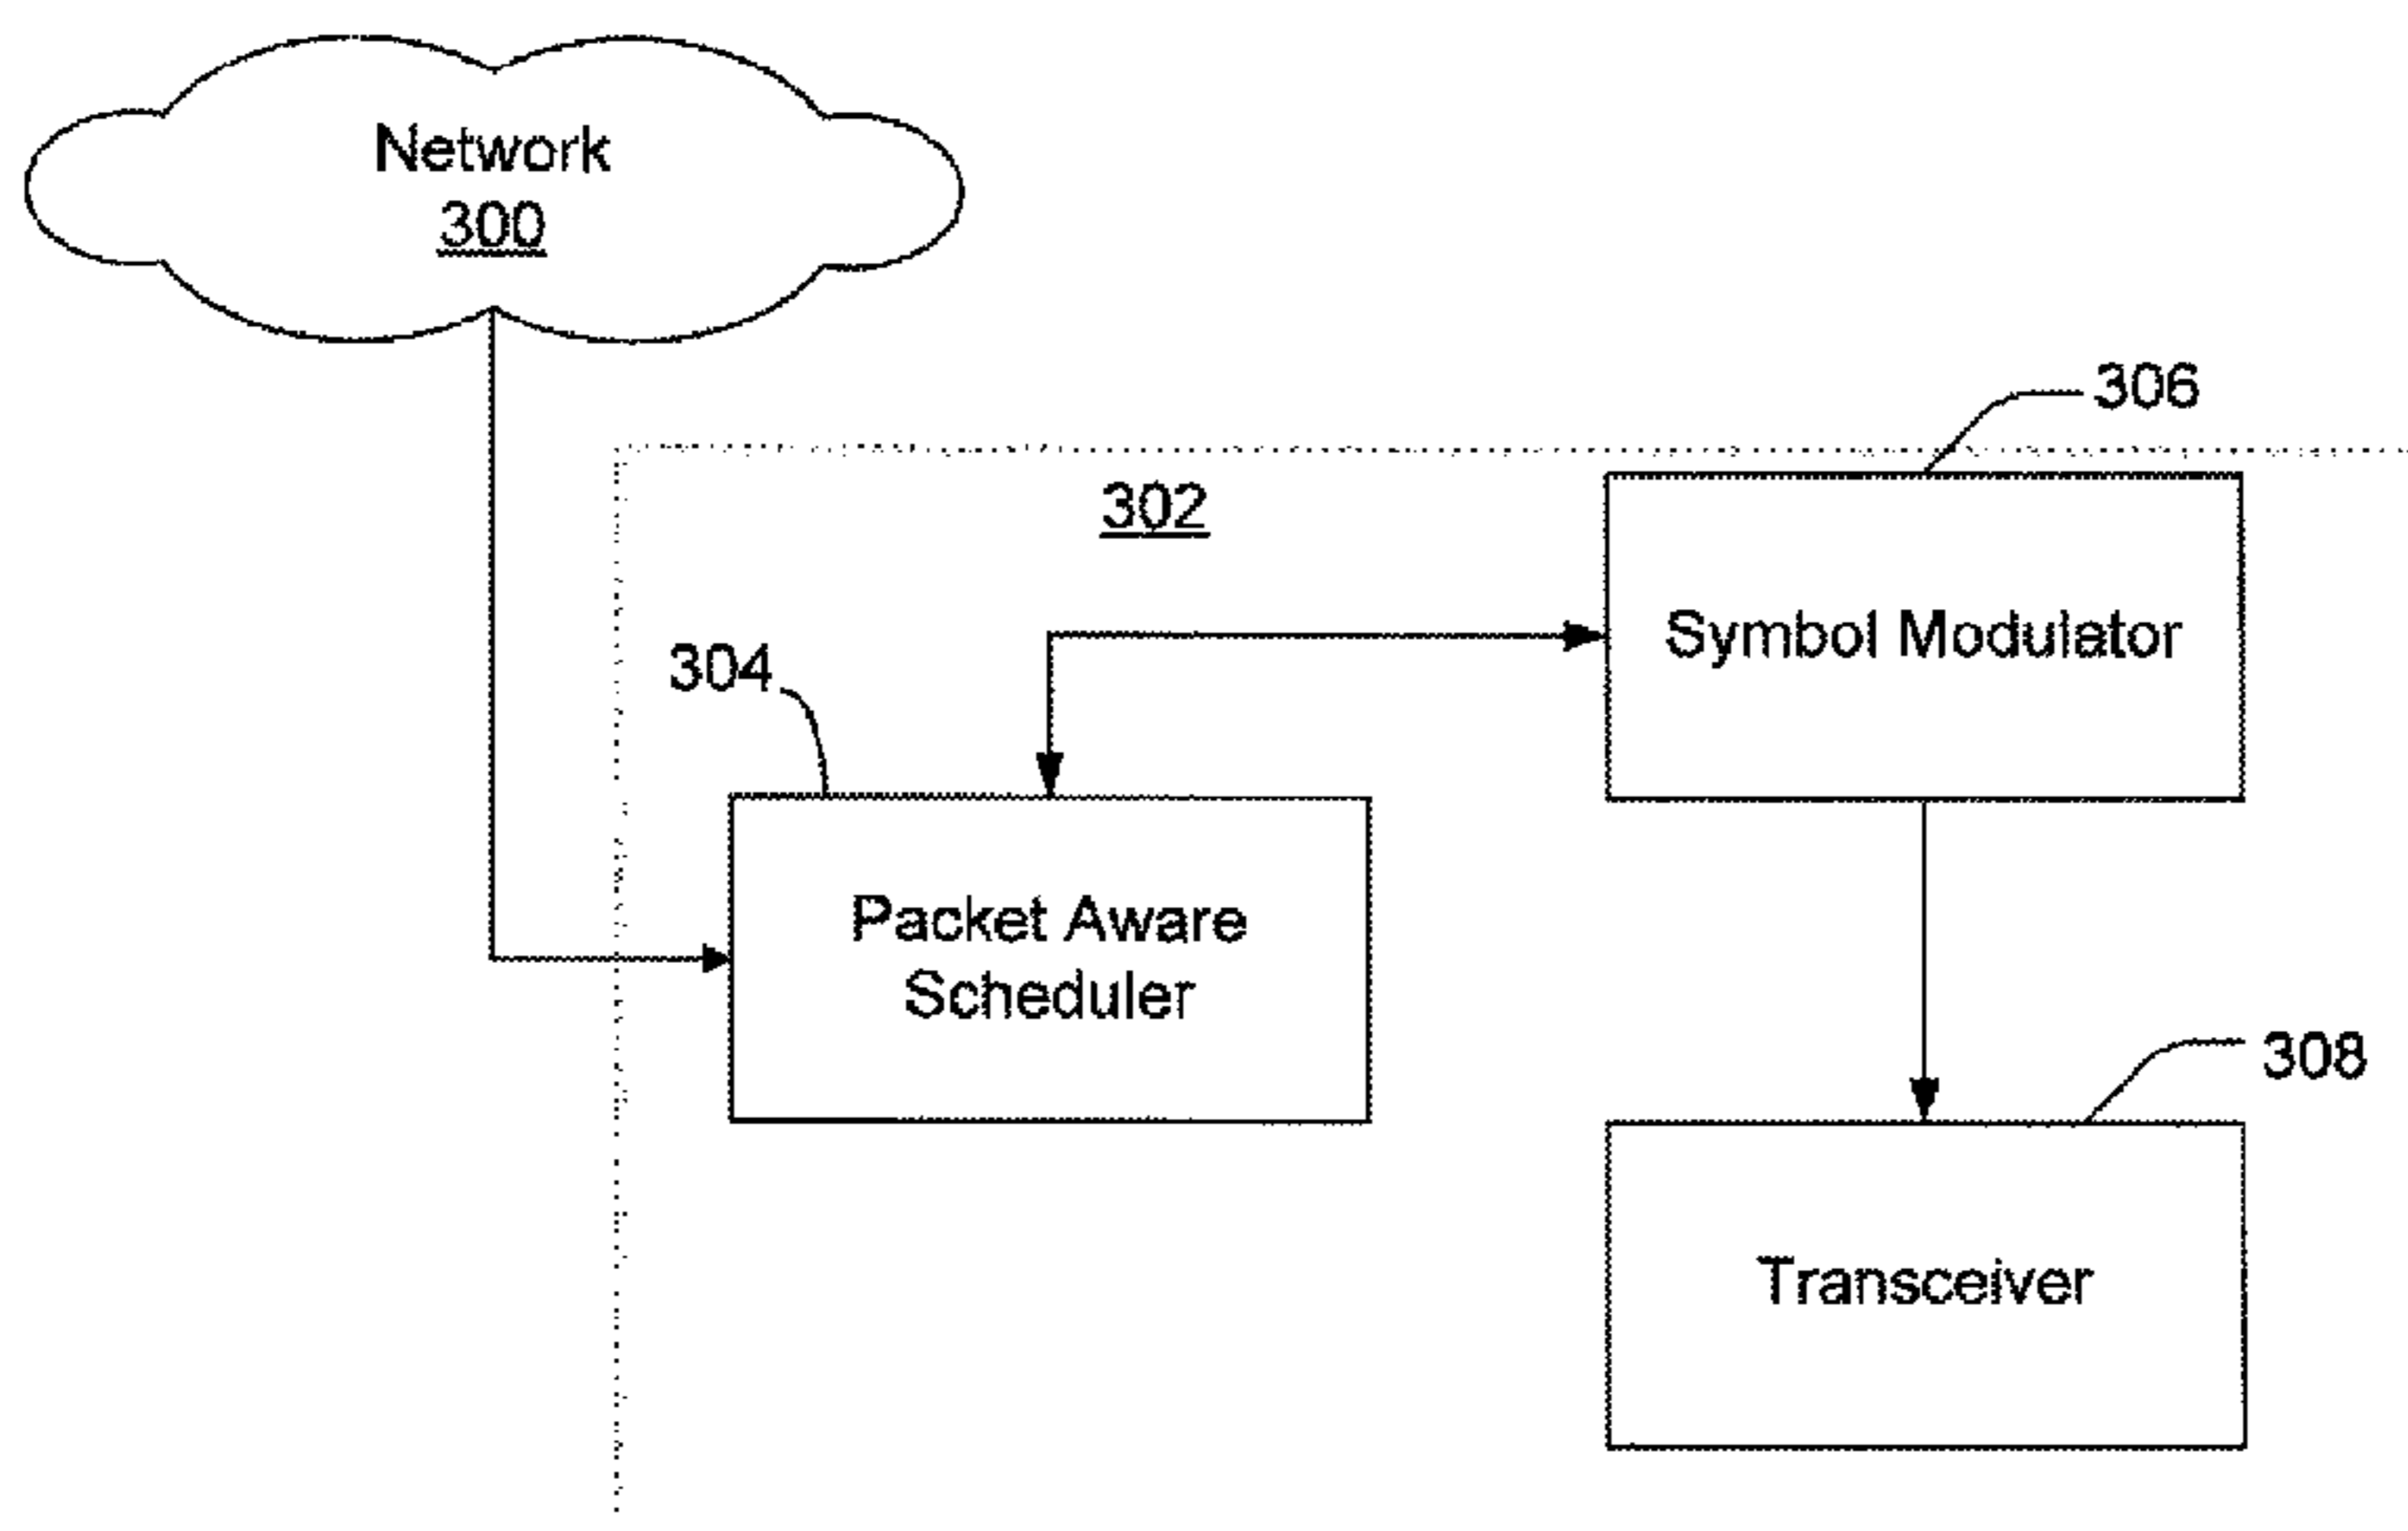 Network
300
306
302
Symbol Modulator
304
Packet Aware
Scheduler
308
Transceiver